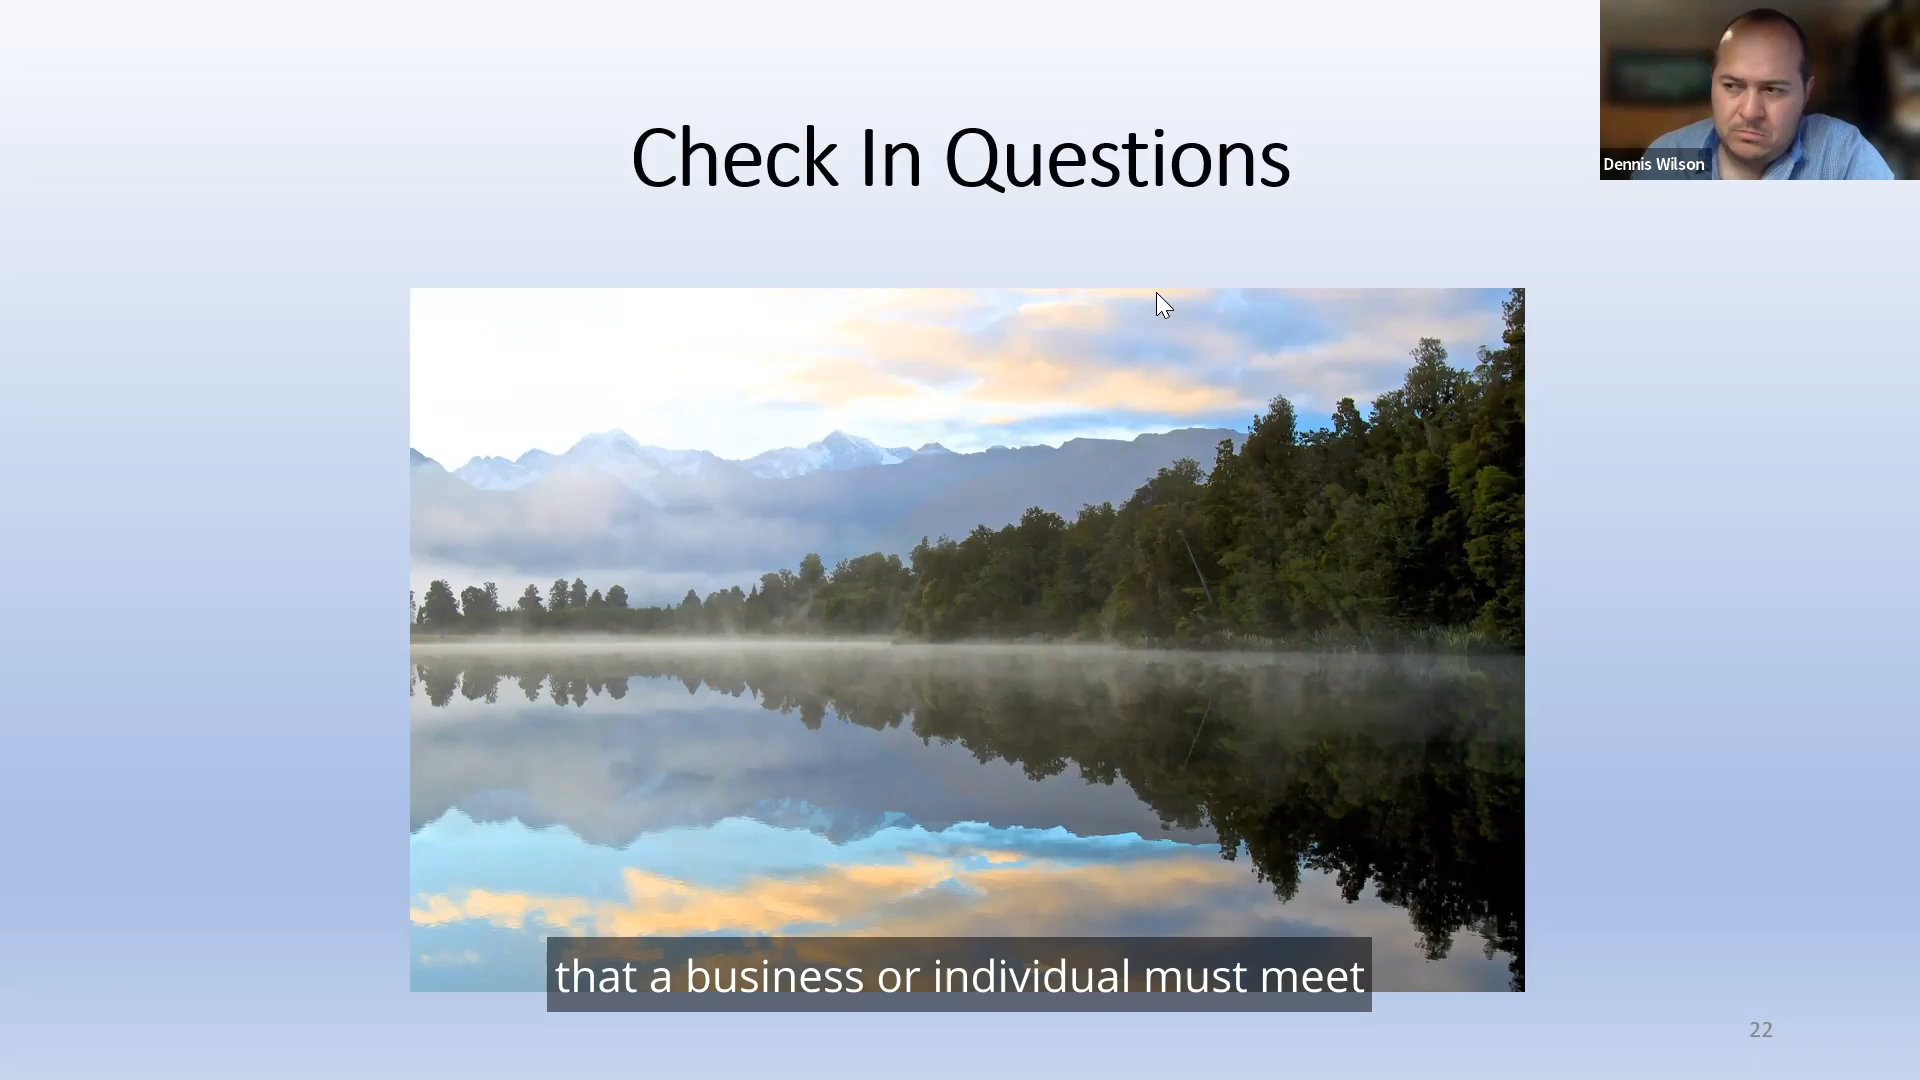 Check In Questions
Dennis Wilson
that a business or individual must meet
22